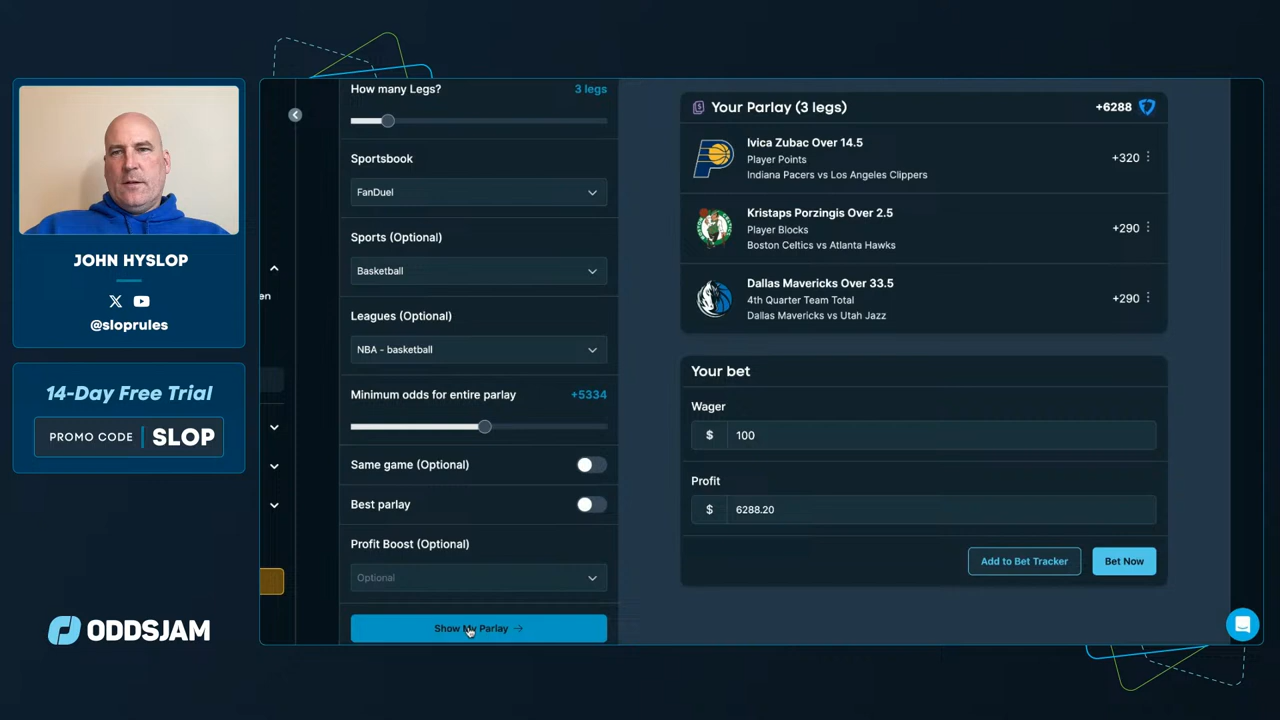 JOHN HYSLOP
@sloprules
14-Day Free Trial
PROMO CODE SLOP
ODDSJAM
en
How many Legs? 3 legs
Sportsbook
FanDuel
Sports (Optional)
Basketball
Leagues (Optional)
NBA - basketball
Minimum odds for entire parlay +5334
Same game (Optional)
Best parlay
Profit Boost (Optional)
Optional
Show My Parlay →
Your Parlay (3 legs) +6288
Ivica Zubac Over 14.5
Player Points +320
Indiana Pacers vs Los Angeles Clippers
Kristaps Porzingis Over 2.5
Player Blocks +290
Boston Celtics vs Atlanta Hawks
Dallas Mavericks Over 33.5
4th Quarter Team Total +290
Dallas Mavericks vs Utah Jazz
Your bet
Wager
$ 100
Profit
$ 6288.20
Add to Bet Tracker Bet Now